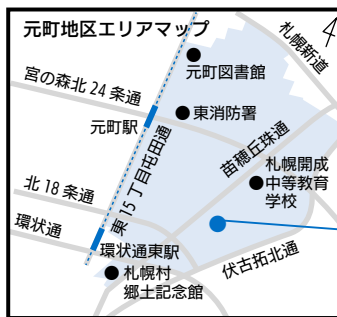 元町地区エリアマップ
札幌新道
元町図書館
宮の森北24条通
東消防署
元町駅
東15丁目屯田通
苗穂丘珠通
札幌開成
中等教育
学校
北18条通
環状通
環状通東駅
伏古拓北通
札幌村
郷土記念館